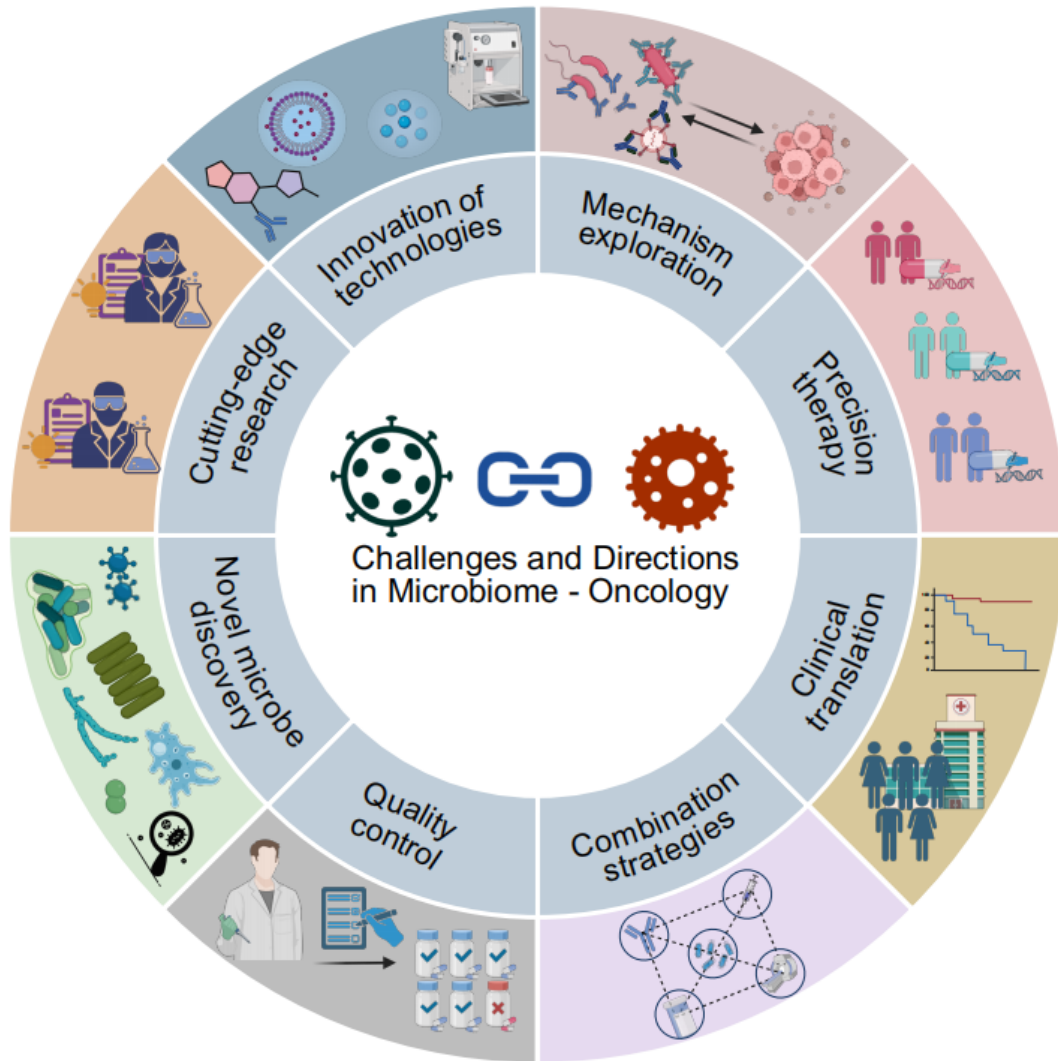 Innovation of
technologies
Mechanism
exploration
Precision
therapy
Clinical
translation
Combination
strategies
Quality
control
Novel microbe
discovery
Cutting-edge
research
Challenges and Directions
in Microbiome - Oncology